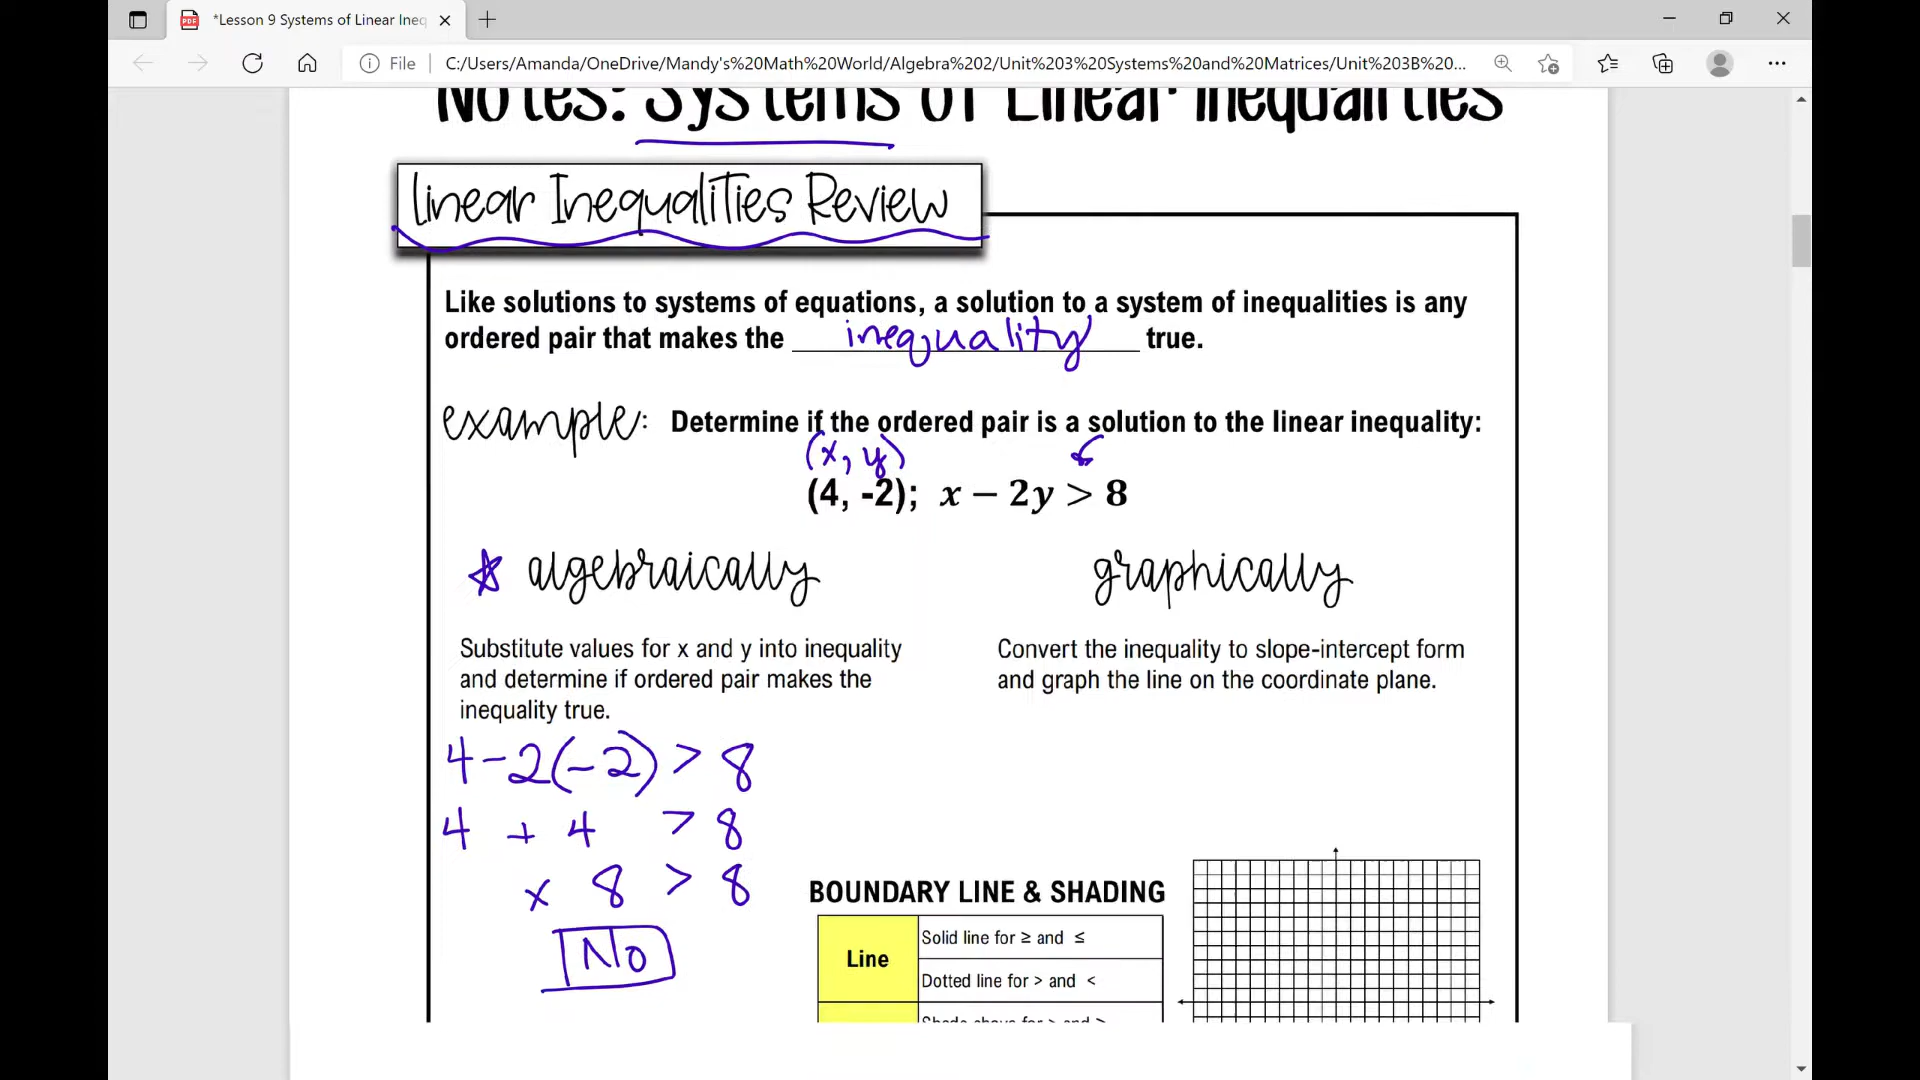 *Lesson 9 Systems of Linear Ineq
File C:/Users/Amanda/OneDrive/Mandy's%20Math%20World/Algebra%202/Unit%203%20Systems%20and%20Matrices/Unit%203B%20...
Notes: Systems of Linear Inequalities
Linear Inequalities Review
Like solutions to systems of equations, a solution to a system of inequalities is any
ordered pair that makes the inequality true.
example: Determine if the ordered pair is a solution to the linear inequality:
(x, y)
(4, -2); x − 2y > 8
algebraically
Substitute values for x and y into inequality
and determine if ordered pair makes the
inequality true.
4 − 2(−2) > 8
4 + 4 > 8
x 8 > 8
No
graphically
Convert the inequality to slope-intercept form
and graph the line on the coordinate plane.
BOUNDARY LINE & SHADING
Line
Solid line for ≥ and ≤
Dotted line for > and <